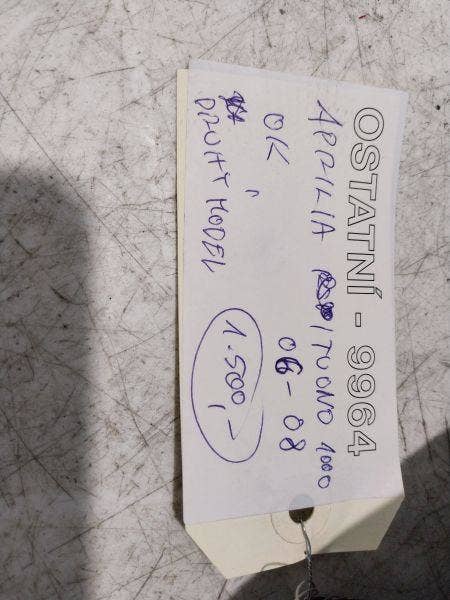 OSTATNÍ - 9964
APRILIA / TUONO 1000
06-08
OK
DRUHÝ MODEL
1.500,-